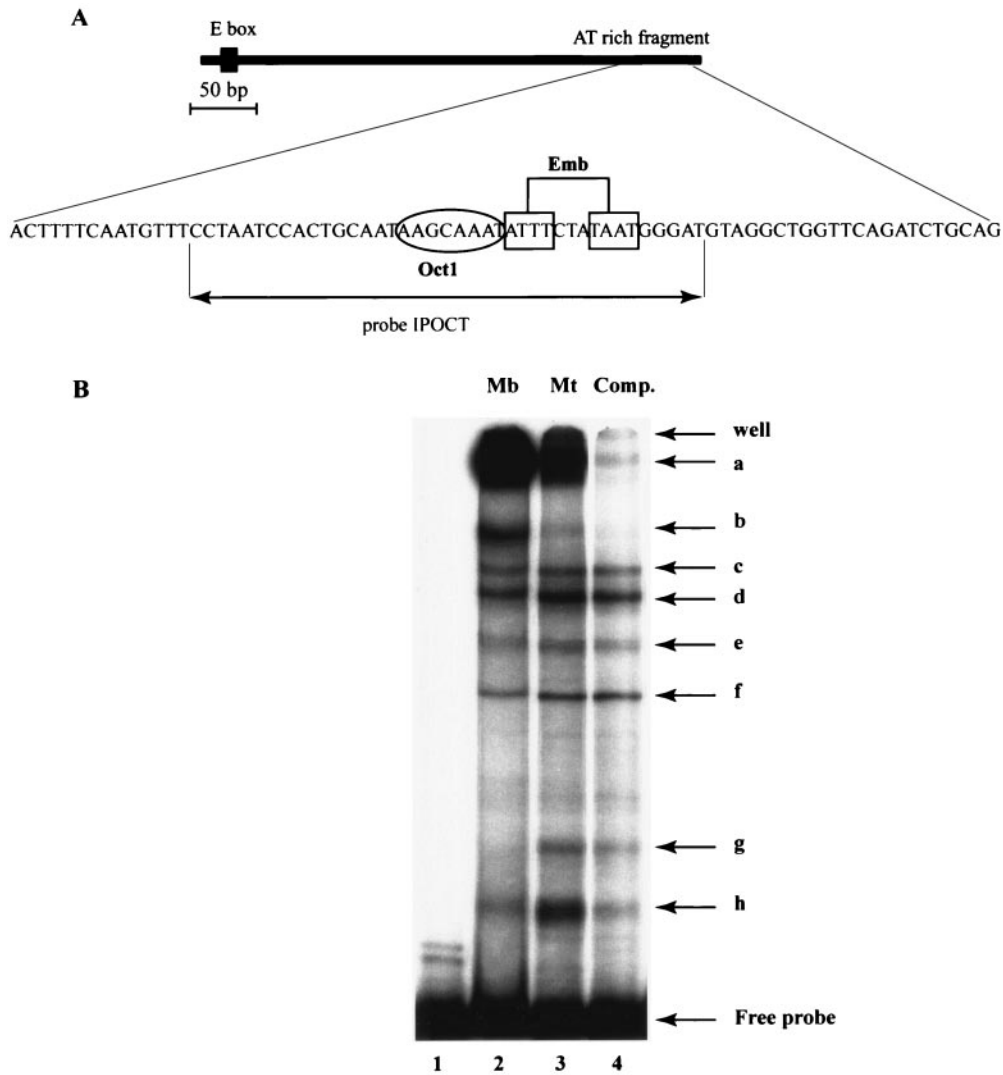 A
E box
AT rich fragment
50 bp
Emb
ACTTTTCAATGTTTCCTAATCCACTGCAATAAGCAAATATTTCTATAATGGGATGTAGGCTGGTTCAGATCTGCAG
Oct1
probe IPOCT
B
Mb Mt Comp.
well
a
b
c
d
e
f
g
h
Free probe
1 2 3 4